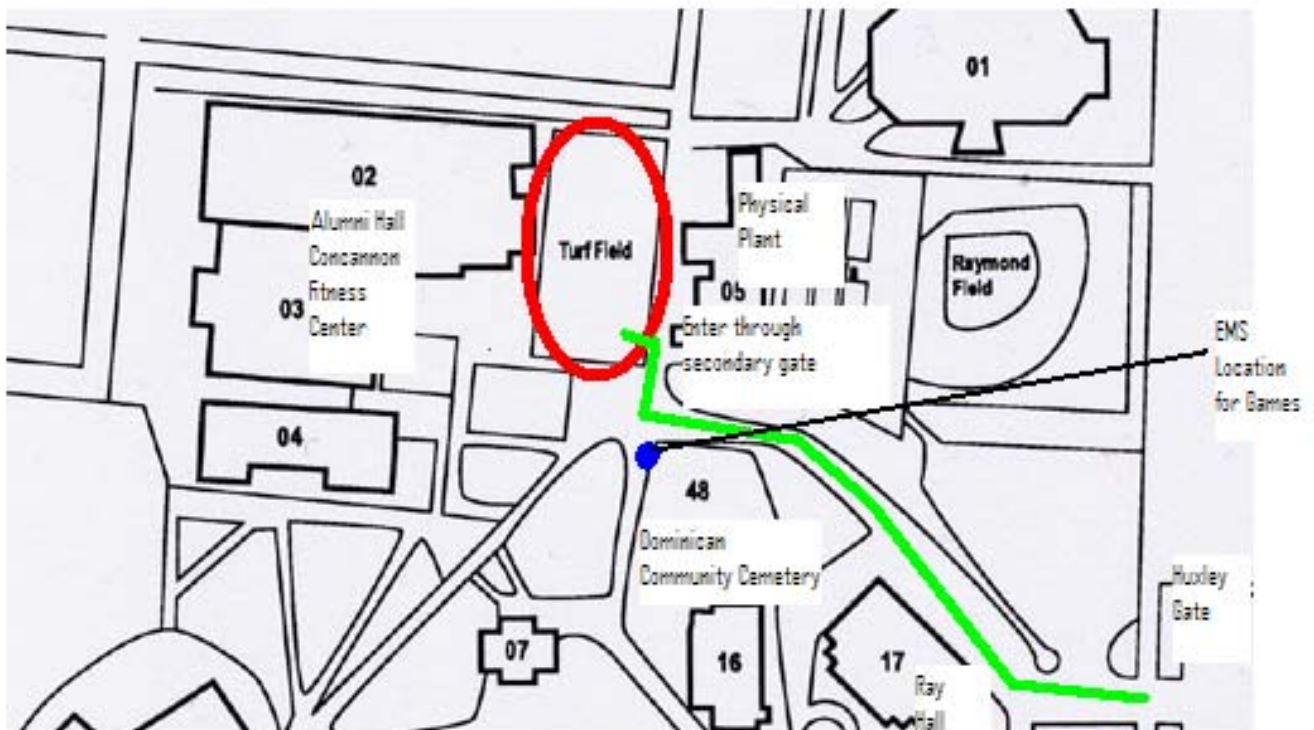 01
02
Alumni Hall
Concannon
Fitness
Center
03
Turf Field
Physical
Plant
05
Raymond
Field
Enter through
secondary gate
EMS
Location
for Games
04
48
Dominican
Community Cemetery
Huxley
Gate
07
16
17
Ray
Hall